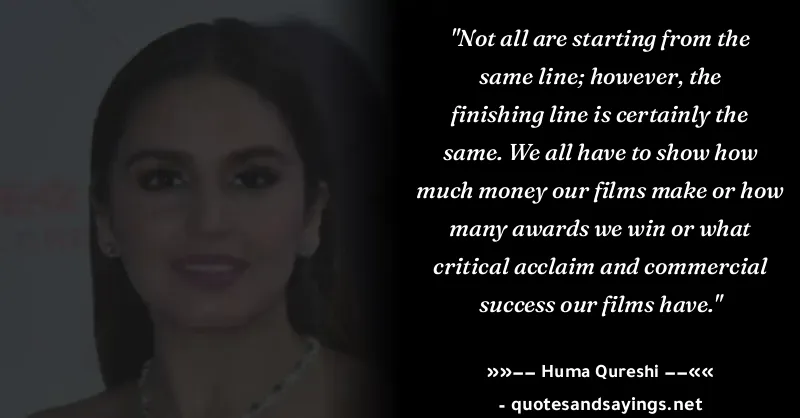 "Not all are starting from the
same line; however, the
finishing line is certainly the
same. We all have to show how
much money our films make or how
many awards we win or what
critical acclaim and commercial
success our films have."
»»−− Huma Qureshi −−««
- quotesandsayings.net